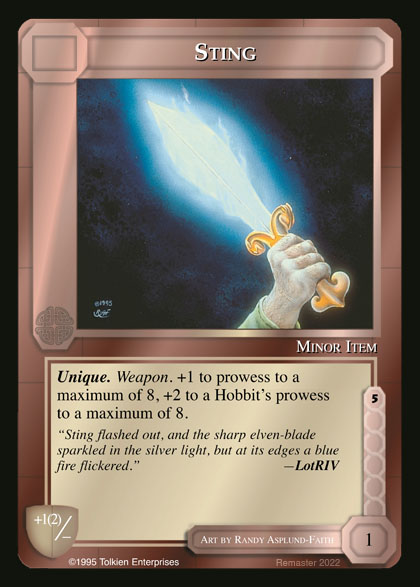 Sting
©1995
Minor Item
Unique. Weapon. +1 to prowess to a
maximum of 8, +2 to a Hobbit's prowess
to a maximum of 8.
5
“Sting flashed out, and the sharp elven-blade
sparkled in the silver light, but at its edges a blue
fire flickered.” —LotRIV
+1(2)/–
Art by Randy Asplund-Faith
1
©1995 Tolkien Enterprises
Remaster 2022